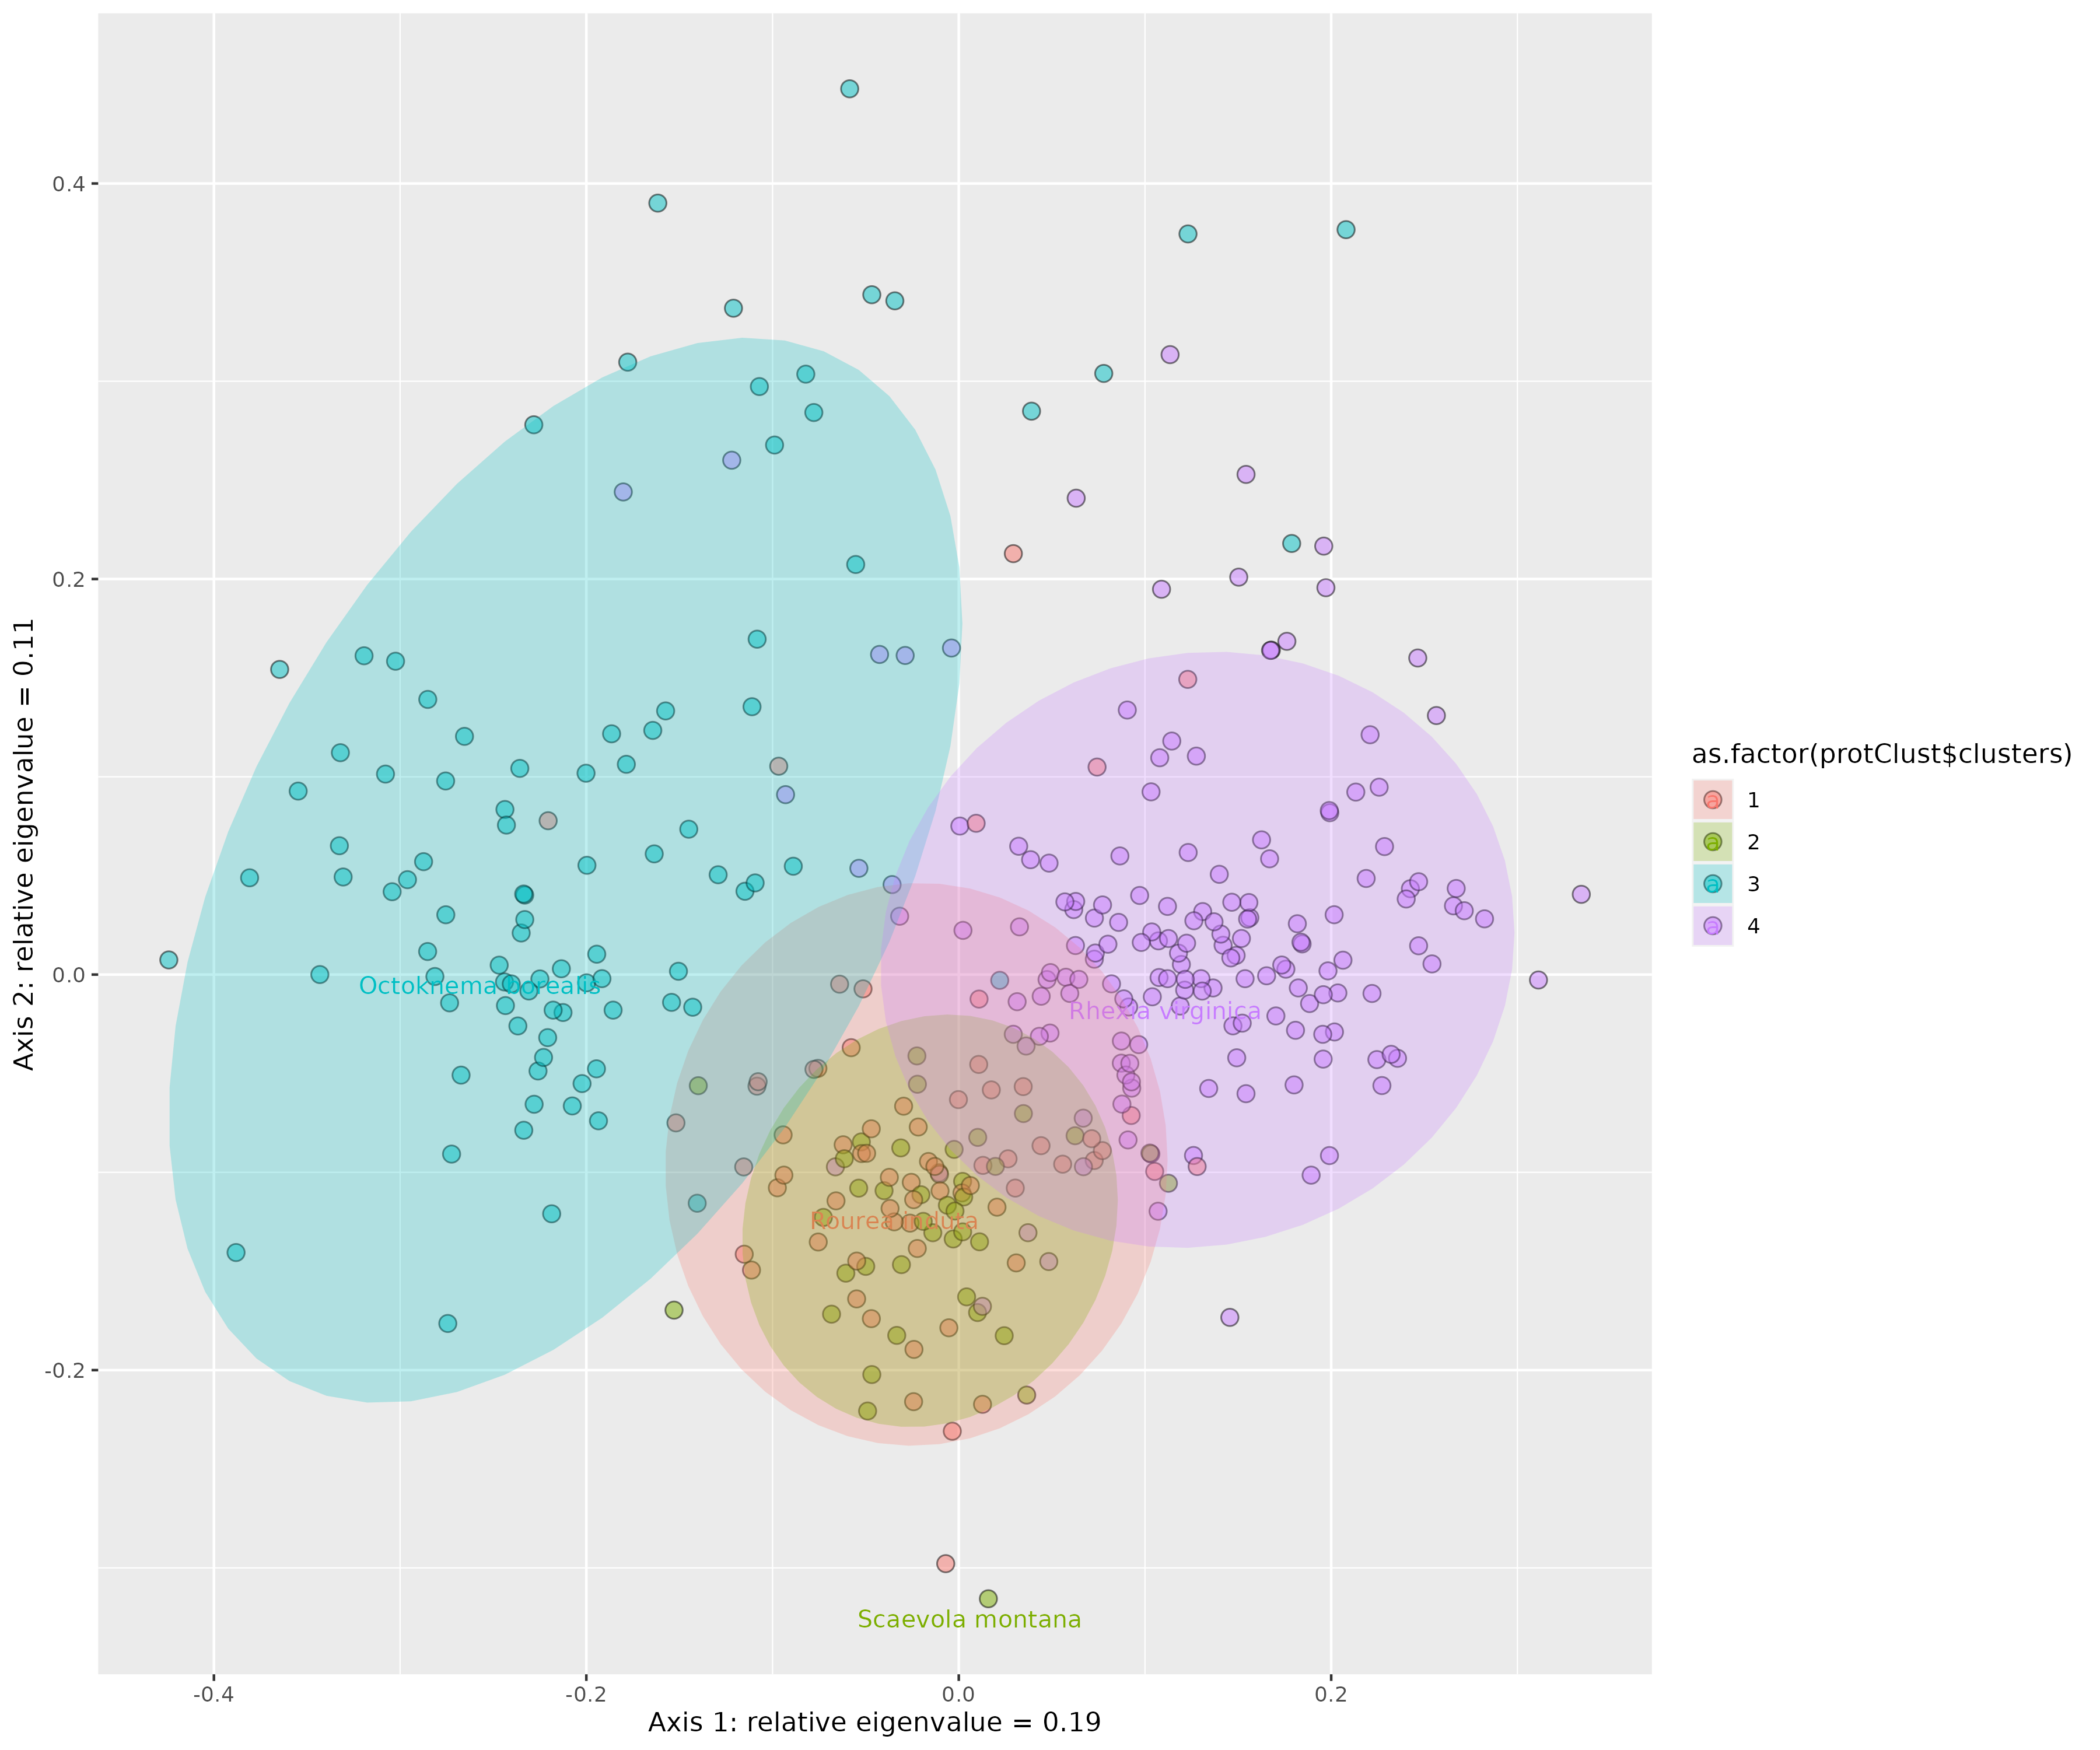 0.4
0.2
0.0
-0.2
Axis 2: relative eigenvalue = 0.11
Octoknema borealis
Rhexia virginica
Rourea induta
Scaevola montana
-0.4
-0.2
0.0
0.2
Axis 1: relative eigenvalue = 0.19
as.factor(protClust$clusters)
1
2
3
4